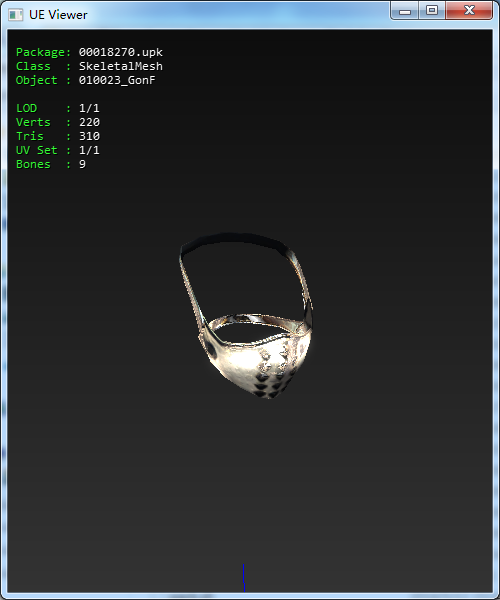 UE Viewer
Package: 00018270.upk
Class  : SkeletalMesh
Object : 010023_GonF
LOD    : 1/1
Verts  : 220
Tris   : 310
UV Set : 1/1
Bones  : 9